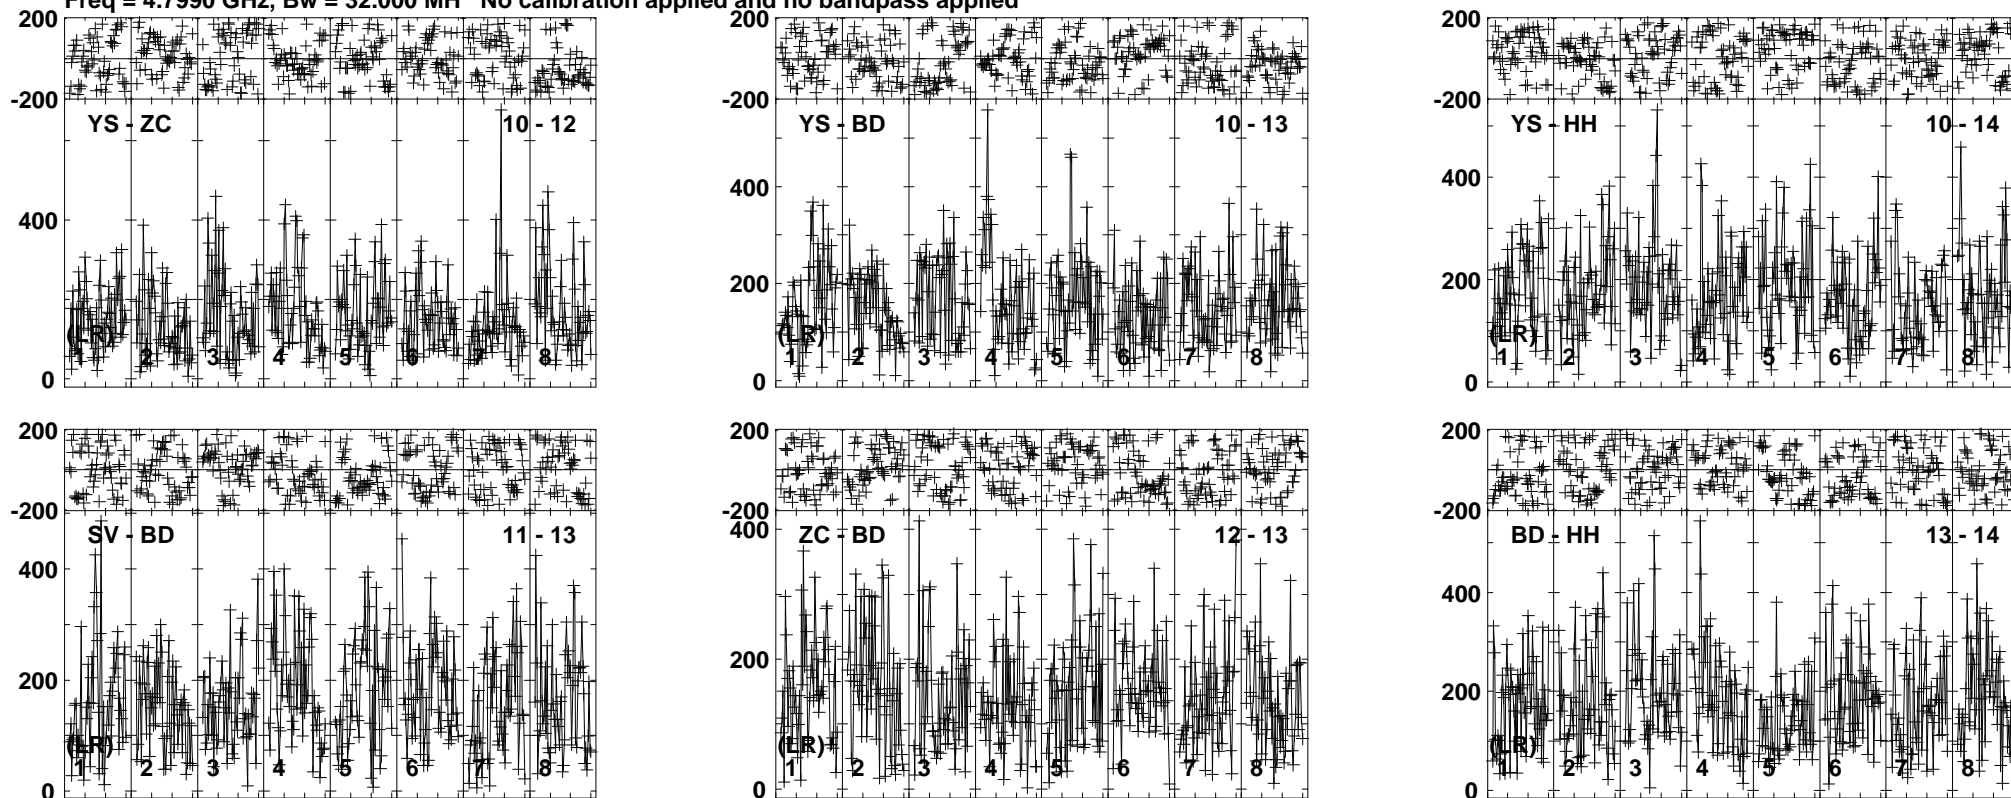 Freq = 4.7990 GHz, Bw = 32.000 MH No calibration applied and no bandpass applied
200
-200
YS - ZC 10 - 12
400
(LR)
1 2 3 4 5 6 7 8
0
200
-200
YS - BD 10 - 13
400
200
(LR)
1 2 3 4 5 6 7 8
0
200
-200
YS - HH 10 - 14
400
200
(LR)
1 2 3 4 5 6 7 8
0
200
-200
SV - BD 11 - 13
400
200
(LR)
1 2 3 4 5 6 7 8
0
200
-200
400
ZC - BD 12 - 13
200
(LR)
1 2 3 4 5 6 7 8
0
200
-200
BD - HH 13 - 14
400
200
(LR)
1 2 3 4 5 6 7 8
0